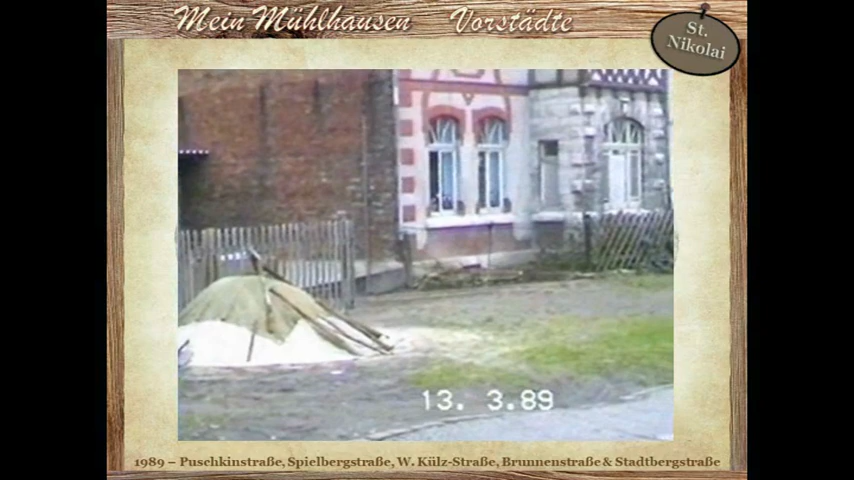 Mein Mühlhausen Vorstädte
St.
Nikolai
13. 3.89
1989 – Puschkinstraße, Spielbergstraße, W. Külz-Straße, Brunnenstraße & Stadtbergstraße